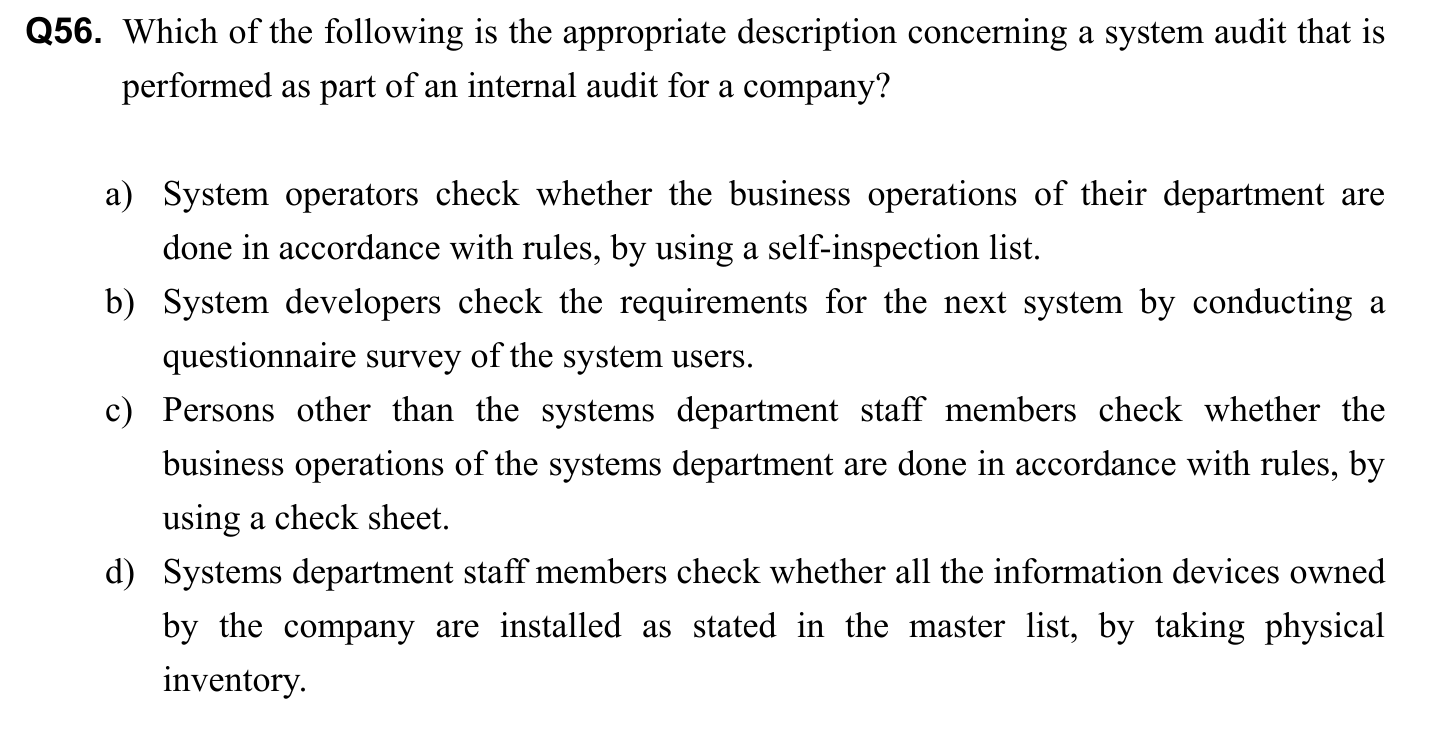 Q56. Which of the following is the appropriate description concerning a system audit that is
performed as part of an internal audit for a company?
a) System operators check whether the business operations of their department are
done in accordance with rules, by using a self-inspection list.
b) System developers check the requirements for the next system by conducting a
questionnaire survey of the system users.
c) Persons other than the systems department staff members check whether the
business operations of the systems department are done in accordance with rules, by
using a check sheet.
d) Systems department staff members check whether all the information devices owned
by the company are installed as stated in the master list, by taking physical
inventory.